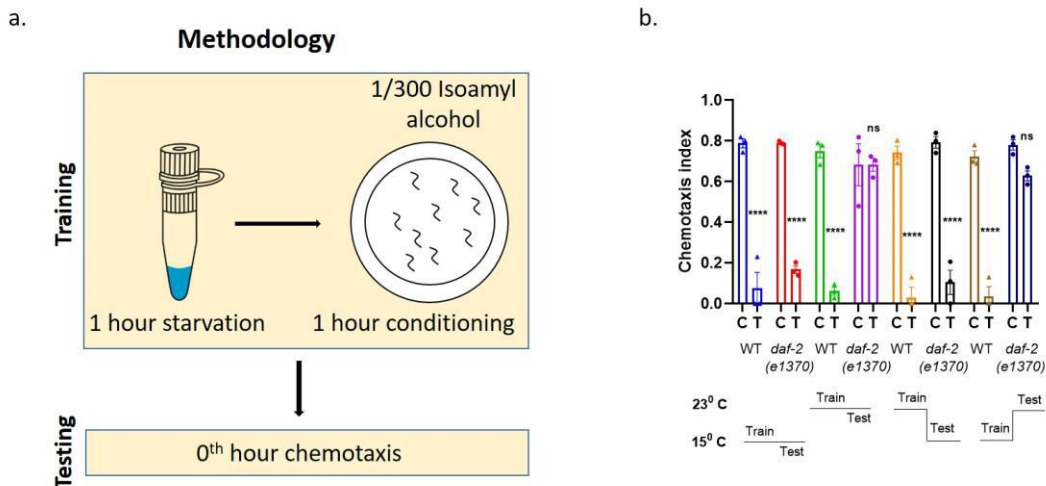 a.
Methodology
Training
1/300 Isoamyl
alcohol
1 hour starvation
1 hour conditioning
Testing
0th hour chemotaxis
b.
Chemotaxis index
1.0
0.8
0.6
0.4
0.2
0.0
**** **** **** ns **** **** **** ns
C T C T C T C T C T C T C T C T
WT daf-2 WT daf-2 WT daf-2 WT daf-2
(e1370) (e1370) (e1370) (e1370)
23⁰ C Train Test Train Test
15⁰ C Train Test Test Train